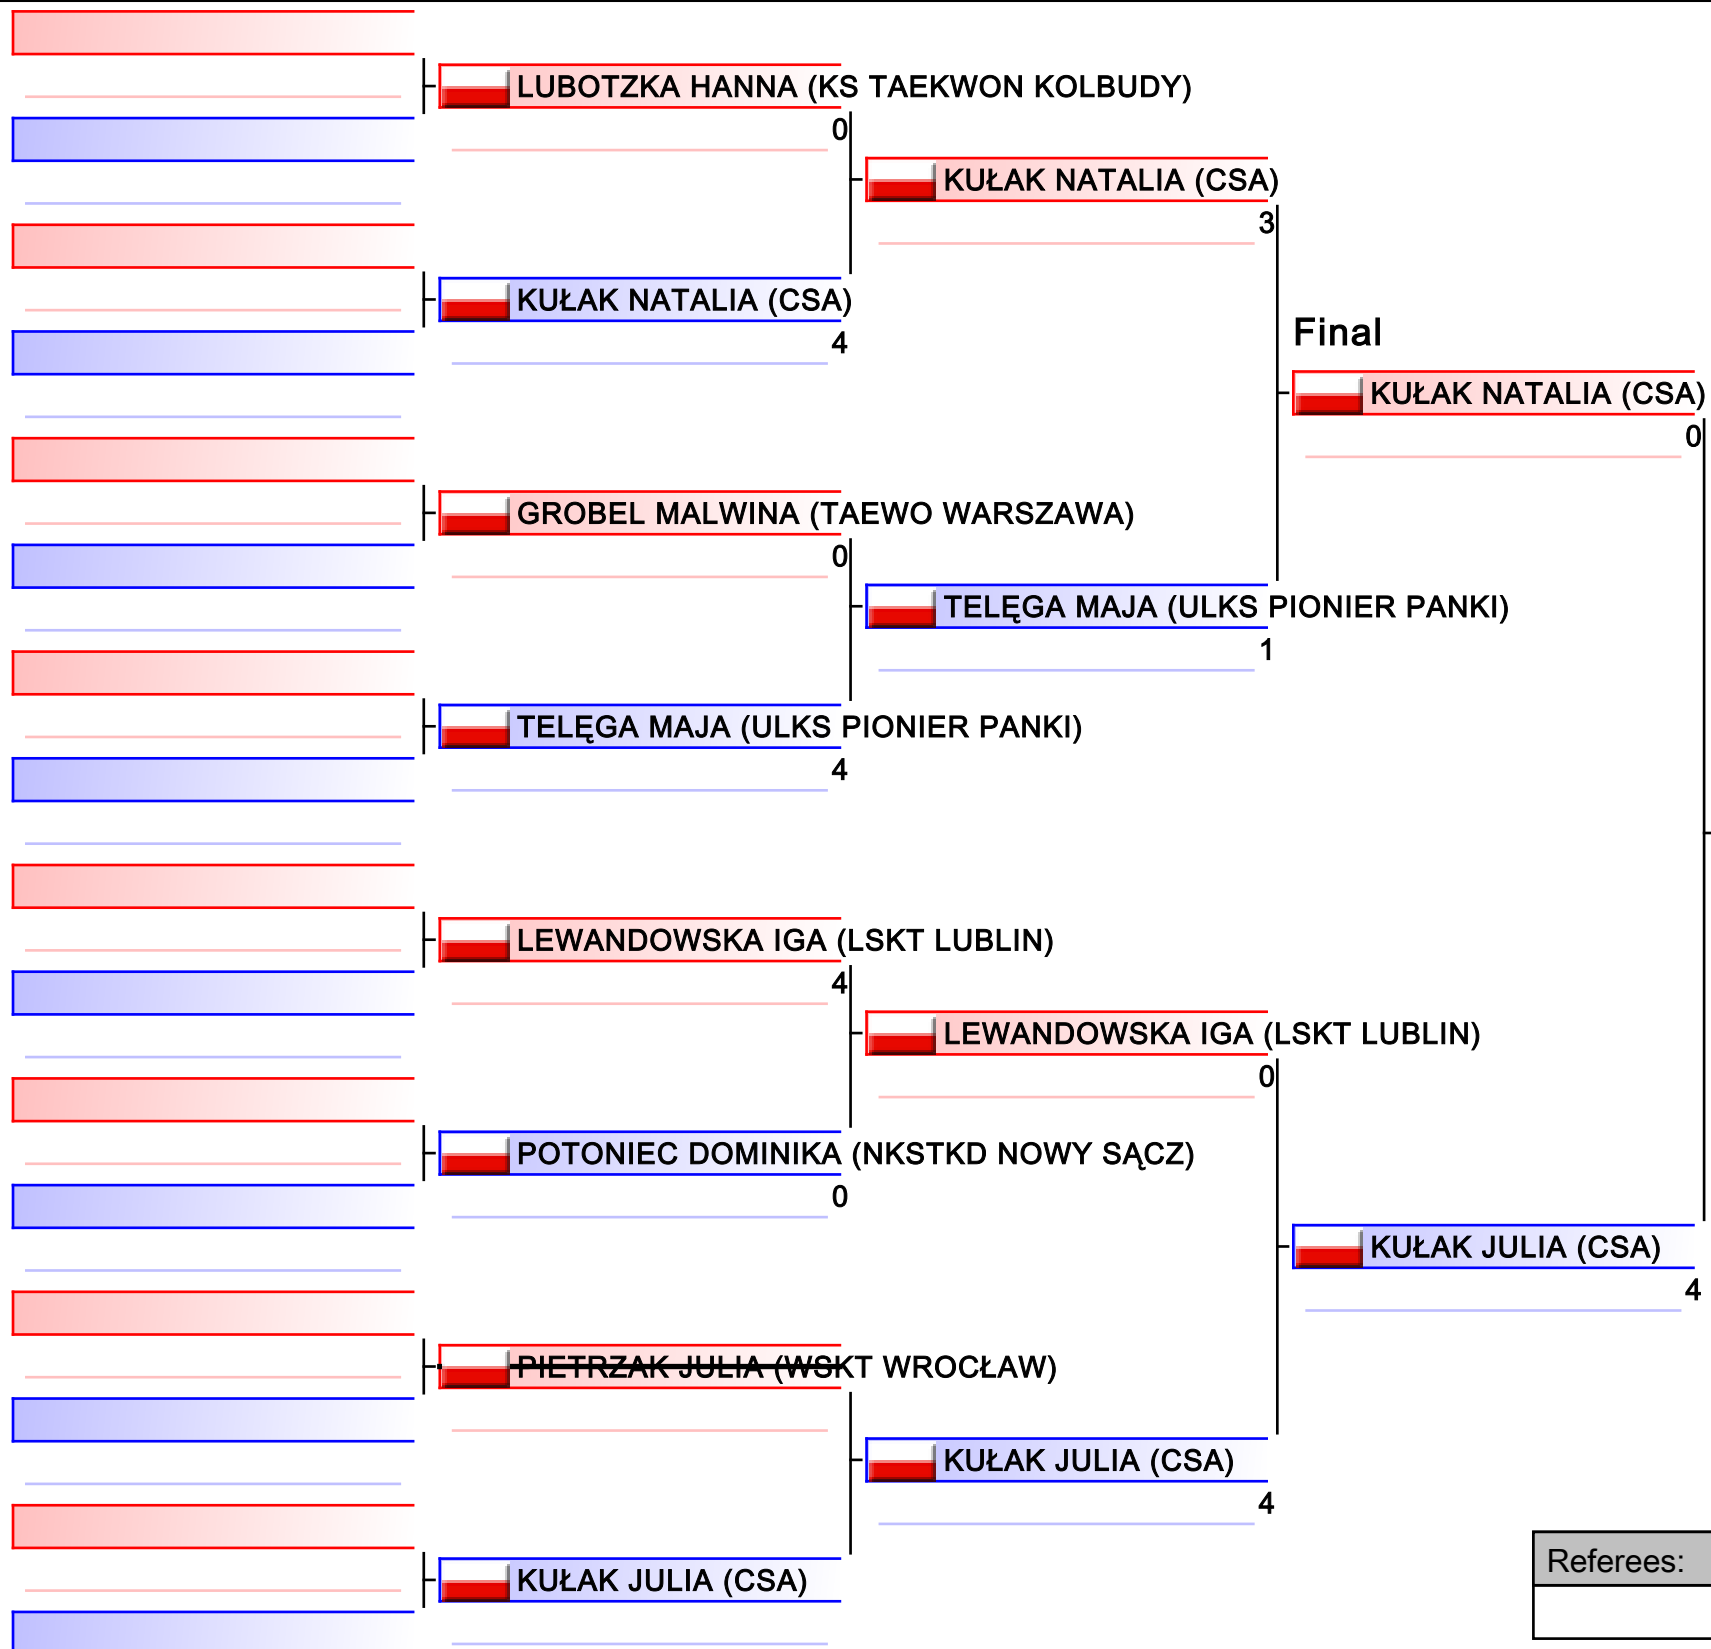 LUBOTZKA HANNA (KS TAEKWON KOLBUDY)
0
KUŁAK NATALIA (CSA)
3
KUŁAK NATALIA (CSA)
4
Final
KUŁAK NATALIA (CSA)
0
GROBEL MALWINA (TAEWO WARSZAWA)
0
TELĘGA MAJA (ULKS PIONIER PANKI)
1
TELĘGA MAJA (ULKS PIONIER PANKI)
4
LEWANDOWSKA IGA (LSKT LUBLIN)
4
LEWANDOWSKA IGA (LSKT LUBLIN)
0
POTONIEC DOMINIKA (NKSTKD NOWY SĄCZ)
0
KUŁAK JULIA (CSA)
4
PIETRZAK JULIA (WSKT WROCŁAW)
KUŁAK JULIA (CSA)
4
KUŁAK JULIA (CSA)
Referees: